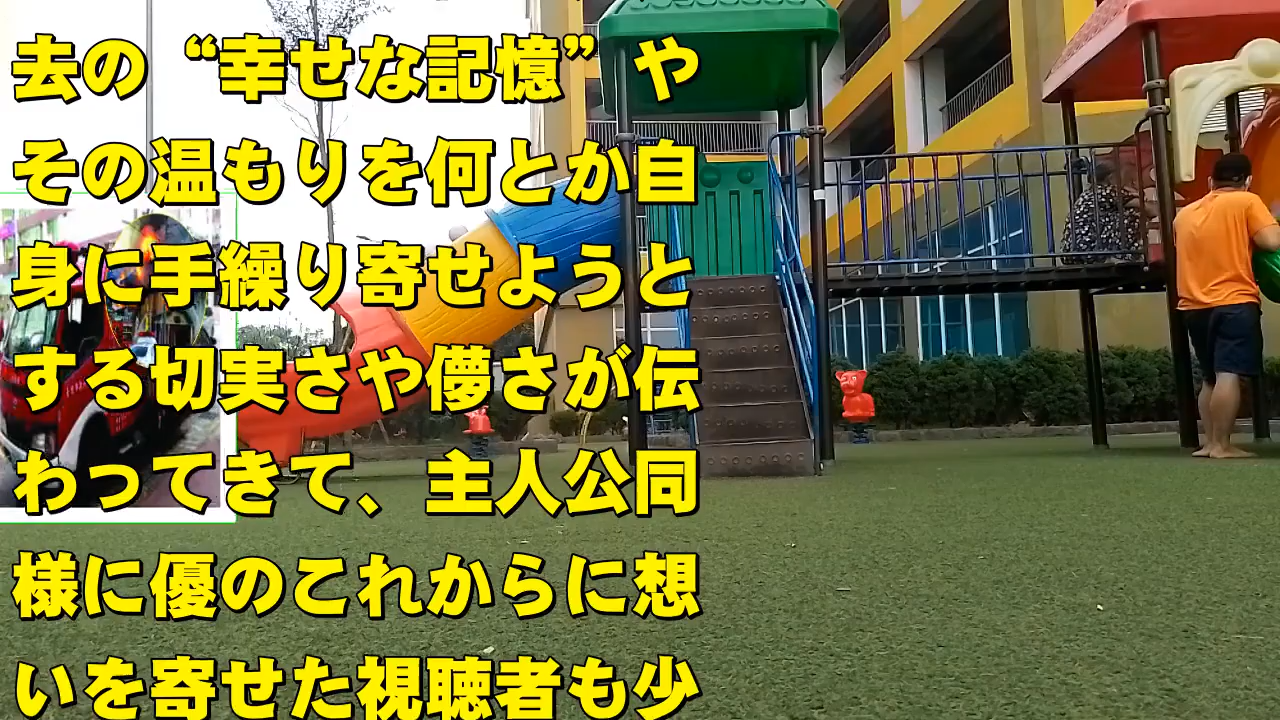 去の“幸せな記憶”や
その温もりを何とか自
身に手繰り寄せようと
する切実さや儚さが伝
わってきて、主人公同
様に優のこれからに想
いを寄せた視聴者も少